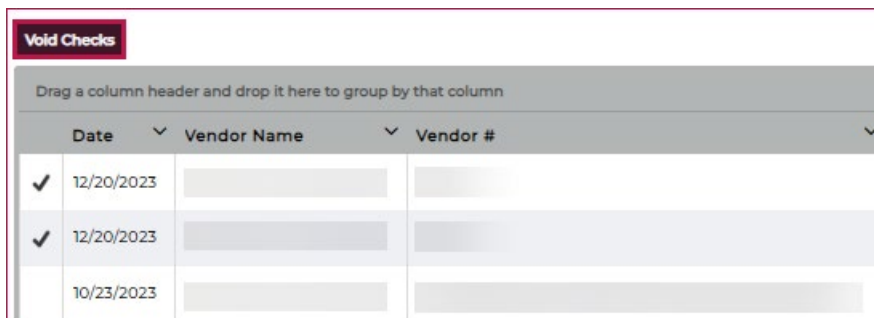 Void Checks
Drag a column header and drop it here to group by that column
Date Vendor Name Vendor #
12/20/2023
12/20/2023
10/23/2023